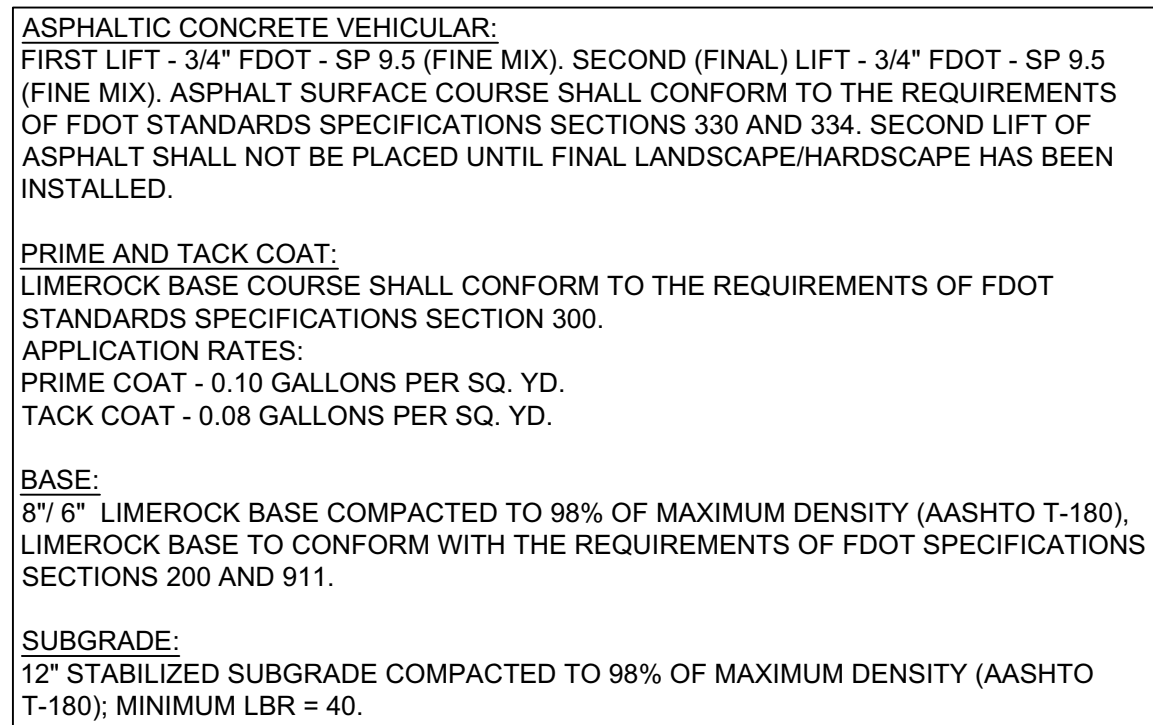 ASPHALTIC CONCRETE VEHICULAR:
FIRST LIFT - 3/4" FDOT - SP 9.5 (FINE MIX). SECOND (FINAL) LIFT - 3/4" FDOT - SP 9.5
(FINE MIX). ASPHALT SURFACE COURSE SHALL CONFORM TO THE REQUIREMENTS
OF FDOT STANDARDS SPECIFICATIONS SECTIONS 330 AND 334. SECOND LIFT OF
ASPHALT SHALL NOT BE PLACED UNTIL FINAL LANDSCAPE/HARDSCAPE HAS BEEN
INSTALLED.
PRIME AND TACK COAT:
LIMEROCK BASE COURSE SHALL CONFORM TO THE REQUIREMENTS OF FDOT
STANDARDS SPECIFICATIONS SECTION 300.
APPLICATION RATES:
PRIME COAT - 0.10 GALLONS PER SQ. YD.
TACK COAT - 0.08 GALLONS PER SQ. YD.
BASE:
8"/ 6" LIMEROCK BASE COMPACTED TO 98% OF MAXIMUM DENSITY (AASHTO T-180),
LIMEROCK BASE TO CONFORM WITH THE REQUIREMENTS OF FDOT SPECIFICATIONS
SECTIONS 200 AND 911.
SUBGRADE:
12" STABILIZED SUBGRADE COMPACTED TO 98% OF MAXIMUM DENSITY (AASHTO
T-180); MINIMUM LBR = 40.